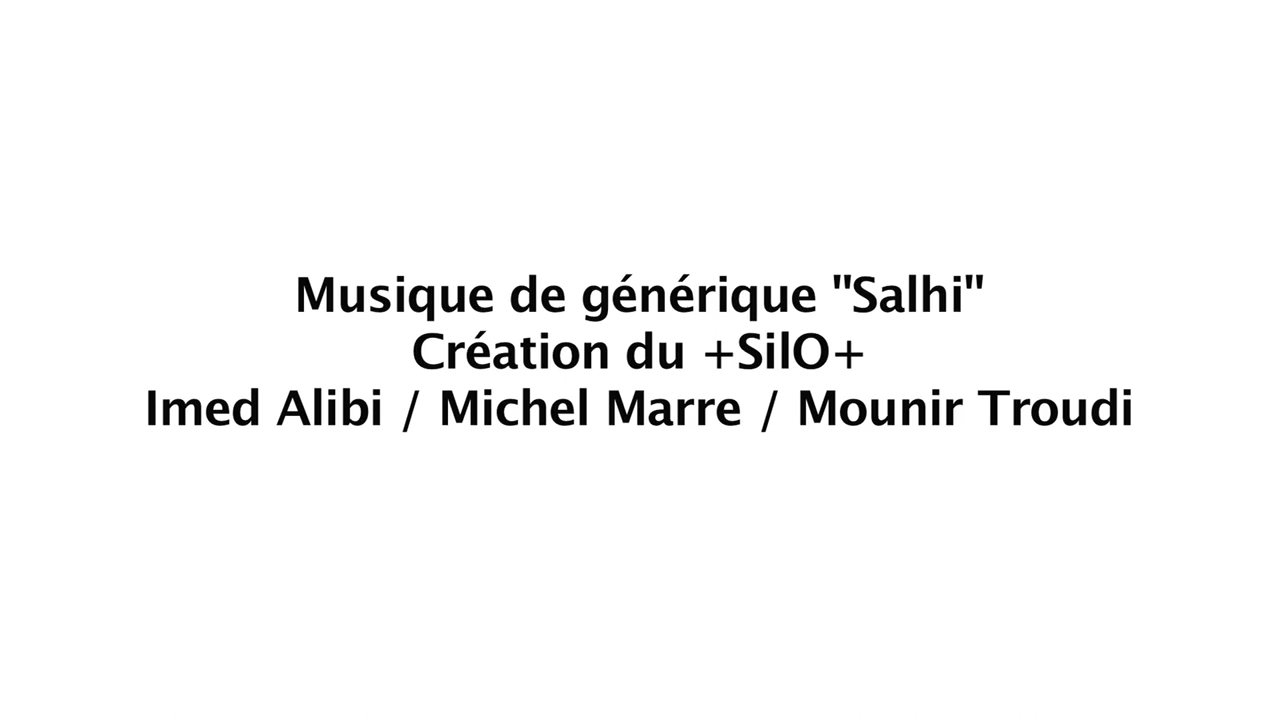 Musique de générique "Salhi"
Création du +SilO+
Imed Alibi / Michel Marre / Mounir Troudi